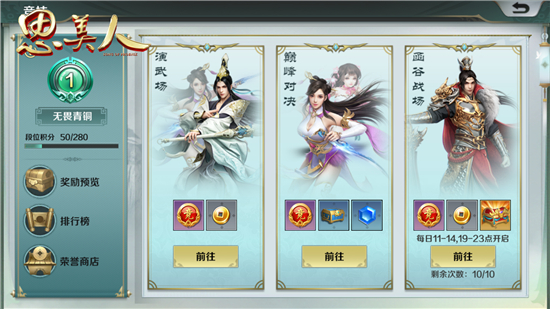 思美人
竞技
1
无畏青铜
段位积分 50/280
奖励预览
排行榜
荣誉商店
演武场
前往
巅峰对决
前往
函谷战场
每日11-14,19-23点开启
前往
剩余次数：10/10